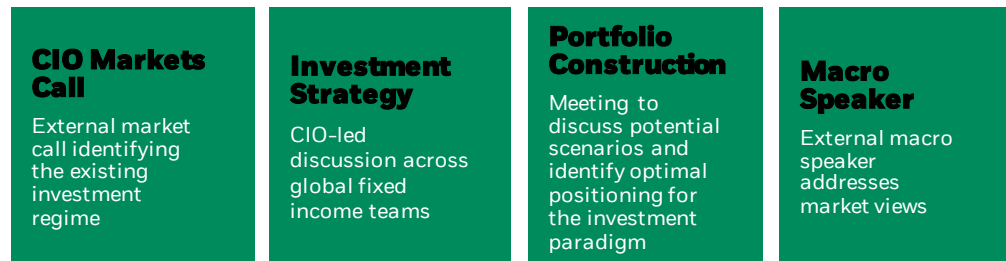 CIO Markets
Call
External market
call identifying
the existing
investment
regime
Investment
Strategy
CIO-led
discussion across
global fixed
income teams
Portfolio
Construction
Meeting to
discuss potential
scenarios and
identify optimal
positioning for
the investment
paradigm
Macro
Speaker
External macro
speaker
addresses
market views